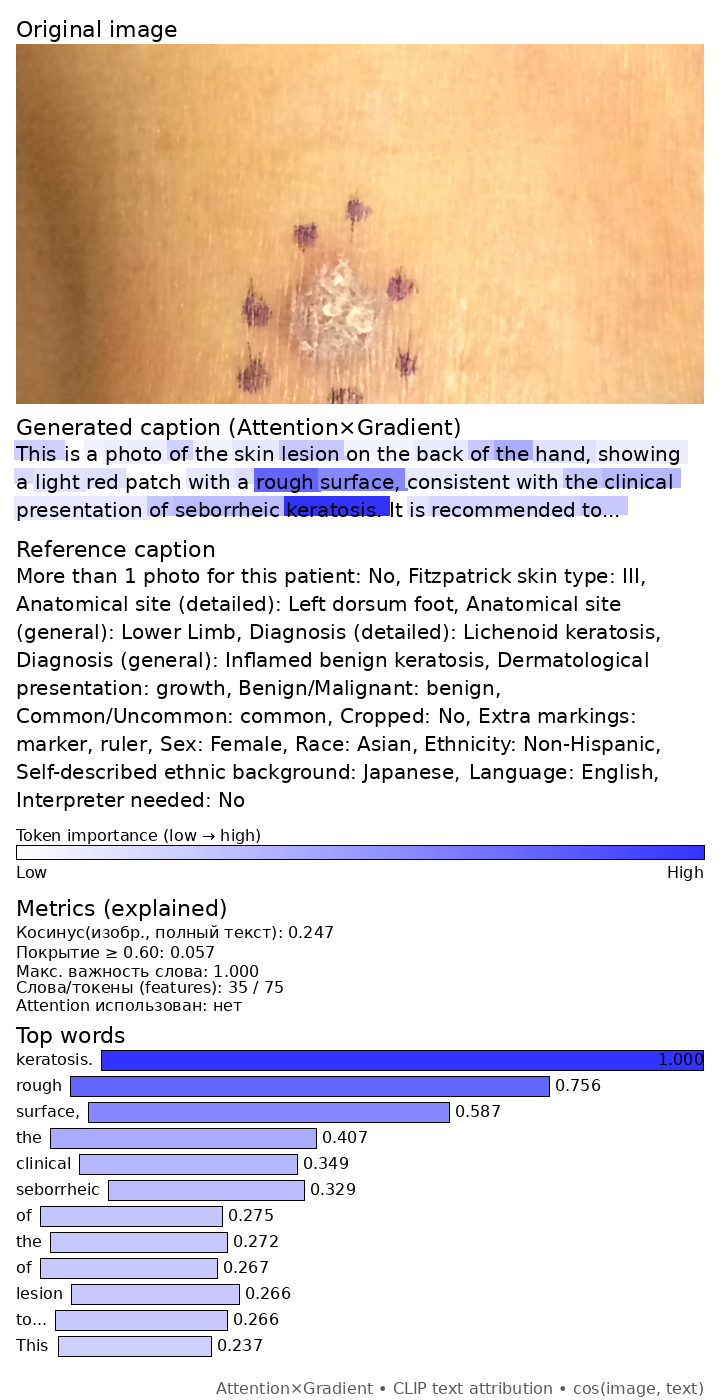 Original image
Generated caption (Attention×Gradient)
This is a photo of the skin lesion on the back of the hand, showing
a light red patch with a rough surface, consistent with the clinical
presentation of seborrheic keratosis. It is recommended to...
Reference caption
More than 1 photo for this patient: No, Fitzpatrick skin type: III,
Anatomical site (detailed): Left dorsum foot, Anatomical site
(general): Lower Limb, Diagnosis (detailed): Lichenoid keratosis,
Diagnosis (general): Inflamed benign keratosis, Dermatological
presentation: growth, Benign/Malignant: benign,
Common/Uncommon: common, Cropped: No, Extra markings:
marker, ruler, Sex: Female, Race: Asian, Ethnicity: Non-Hispanic,
Self-described ethnic background: Japanese, Language: English,
Interpreter needed: No
Token importance (low → high)
Low High
Metrics (explained)
Косинус(изобр., полный текст): 0.247
Покрытие ≥ 0.60: 0.057
Макс. важность слова: 1.000
Слова/токены (features): 35 / 75
Attention использован: нет
Top words
keratosis. 1.000
rough 0.756
surface, 0.587
the 0.407
clinical 0.349
seborrheic 0.329
of 0.275
the 0.272
of 0.267
lesion 0.266
to... 0.266
This 0.237
Attention×Gradient • CLIP text attribution • cos(image, text)